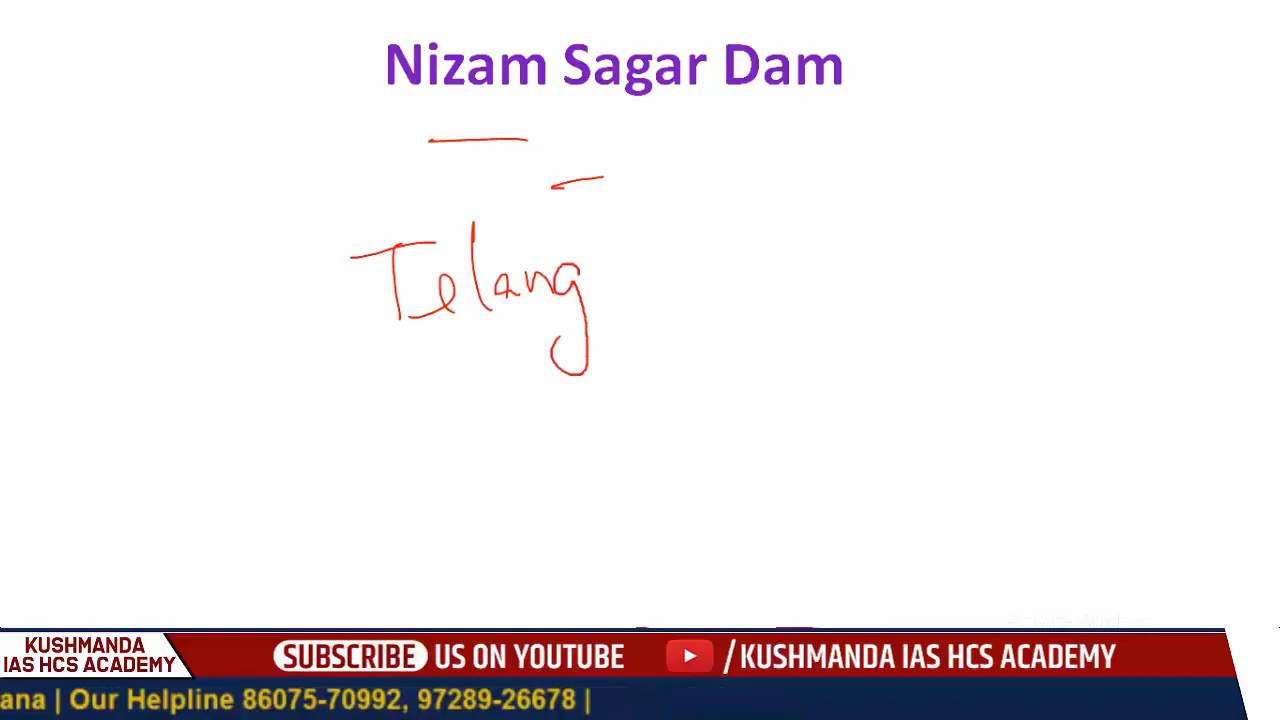 Nizam Sagar Dam
Telang
KUSHMANDA
IAS HCS ACADEMY
SUBSCRIBE US ON YOUTUBE
/KUSHMANDA IAS HCS ACADEMY
ana | Our Helpline 86075-70992, 97289-26678 |